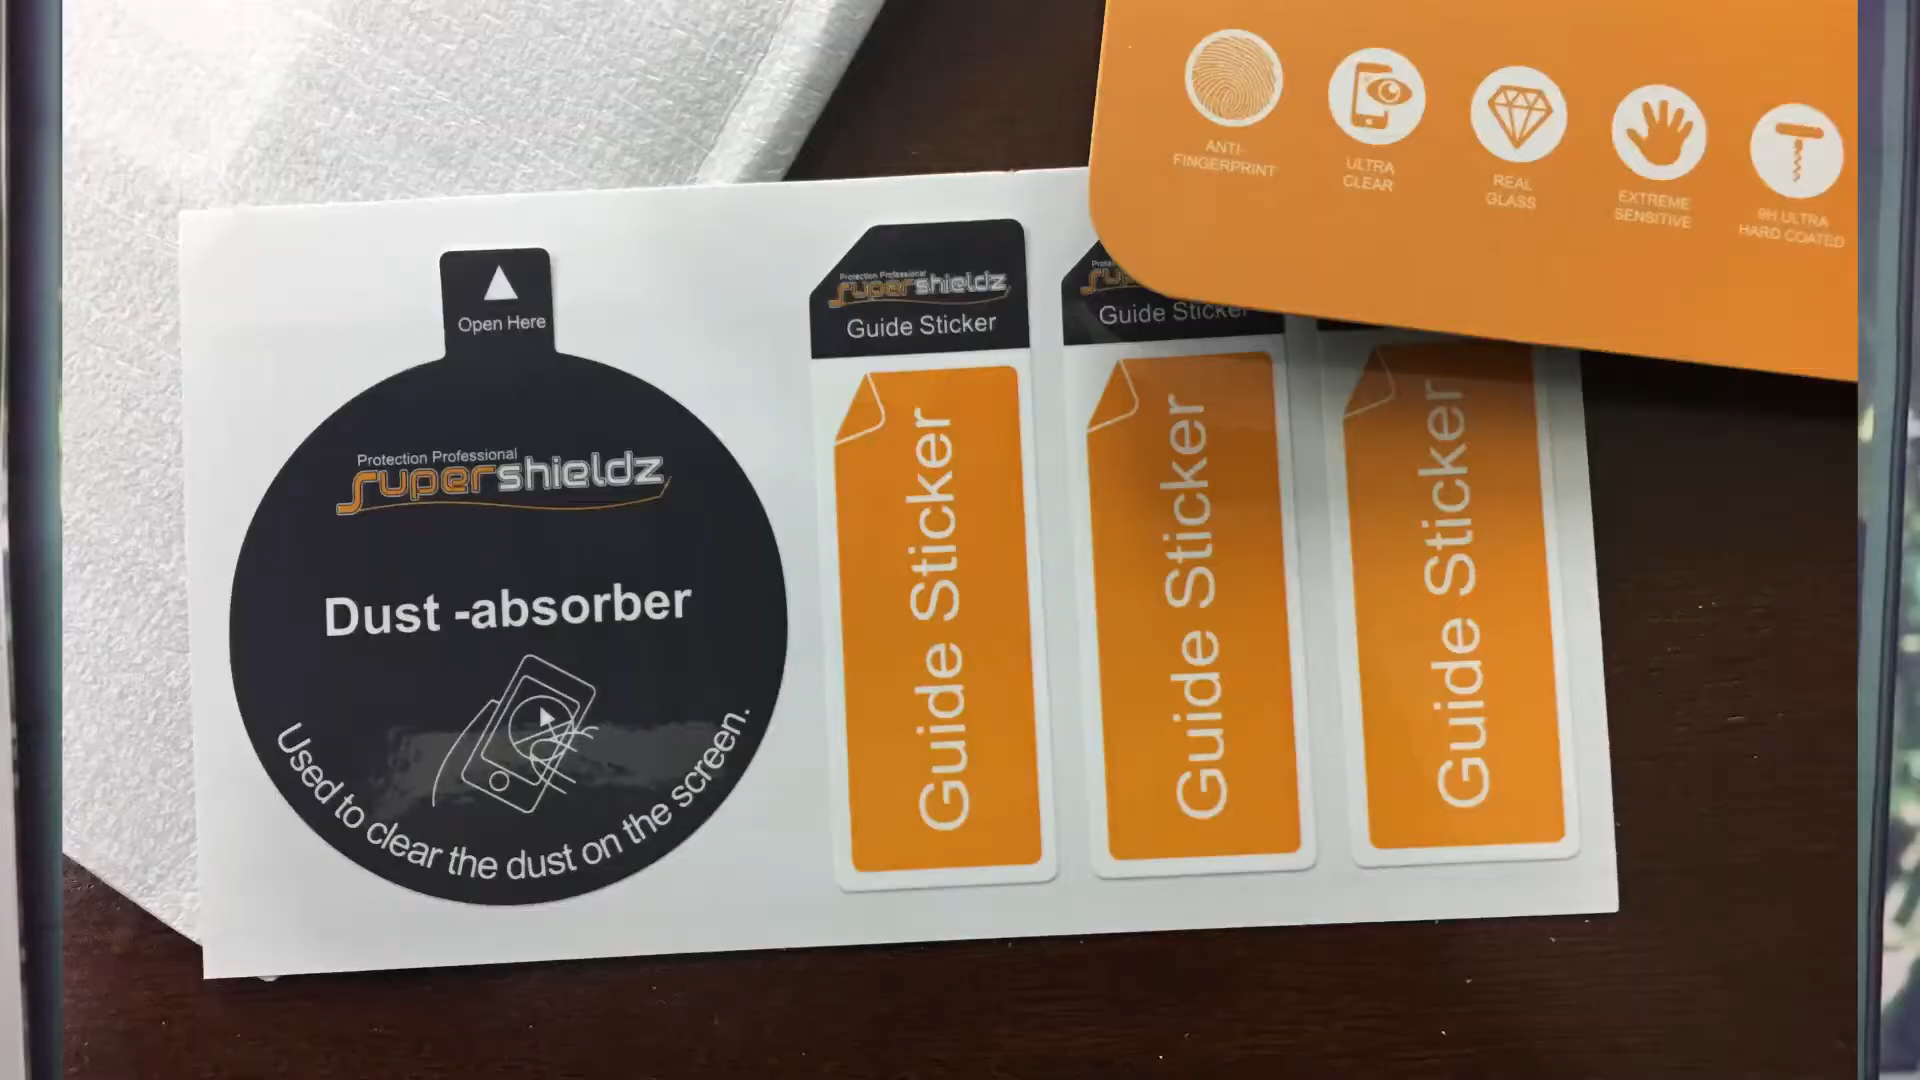 ANTI-
FINGERPRINT
ULTRA
CLEAR
REAL
GLASS
EXTREME
SENSITIVE
9H ULTRA
HARD COATED
Open Here
Protection Professional
supershieldz
Dust -absorber
Used to clear the dust on the screen.
Protection Professional
supershieldz
Guide Sticker
Guide Sticker
Guide Sticker
Guide Sticker
Guide Sticker